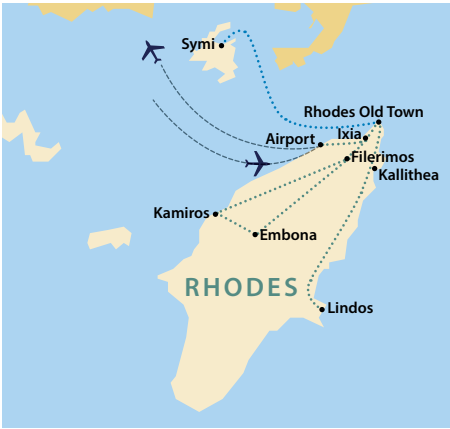 Symi
Rhodes Old Town
Ixia
Airport
Filerimos
Kallithea
Kamiros
Embona
RHODES
Lindos